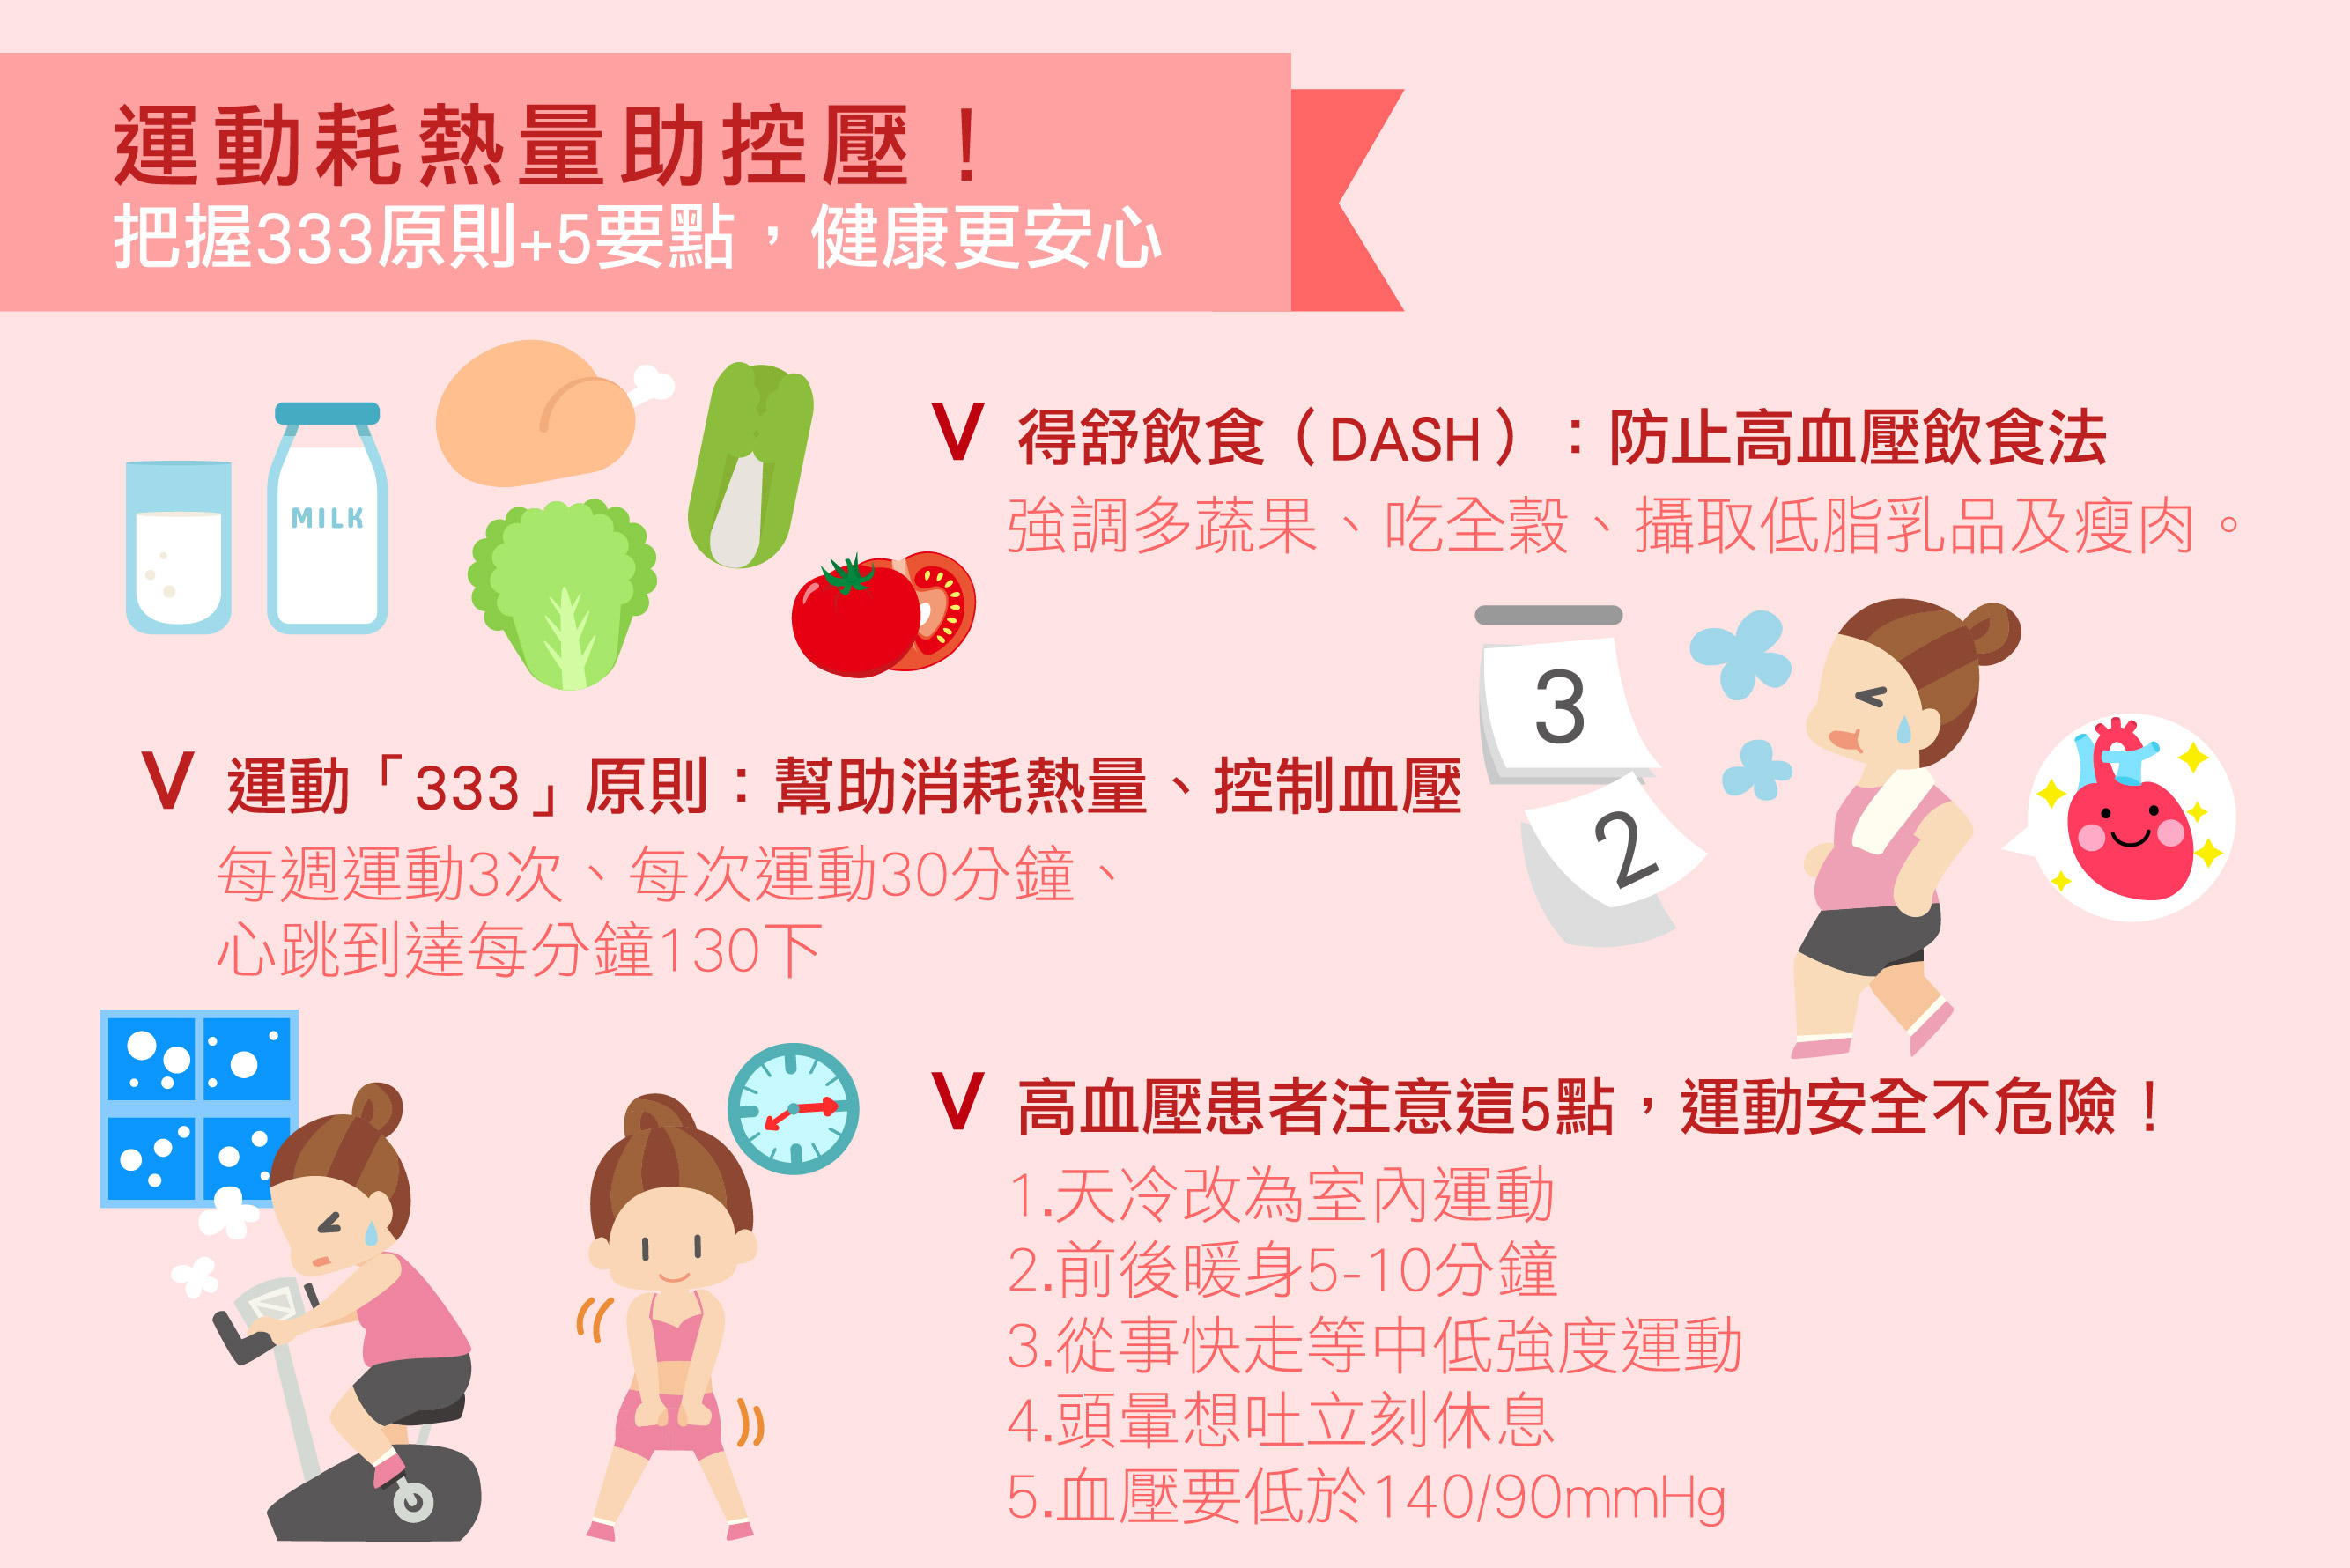 運動耗熱量助控壓！
把握333原則+5要點，健康更安心
MILK
V 得舒飲食（DASH）：防止高血壓飲食法
強調多蔬果、吃全穀、攝取低脂乳品及瘦肉。
3
2
V 運動「333」原則：幫助消耗熱量、控制血壓
每週運動3次、每次運動30分鐘、
心跳到達每分鐘130下
V 高血壓患者注意這5點，運動安全不危險！
1.天冷改為室內運動
2.前後暖身5-10分鐘
3.從事快走等中低強度運動
4.頭暈想吐立刻休息
5.血壓要低於140/90mmHg